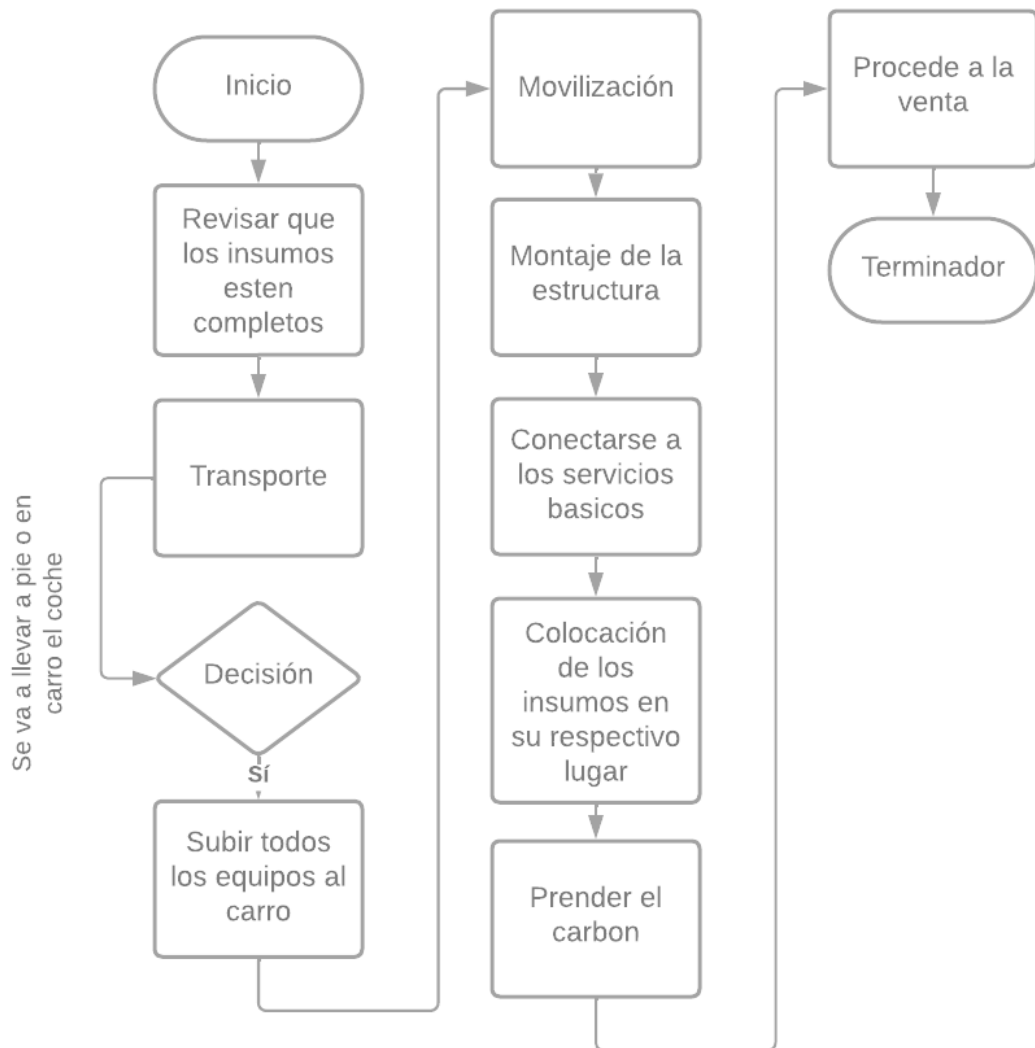 Inicio
Revisar que
los insumos
esten
completos
Transporte
Se va a llevar a pie o en
carro el coche
Decisión
Sí
Subir todos
los equipos al
carro
Movilización
Montaje de la
estructura
Conectarse a
los servicios
basicos
Colocación
de los
insumos en
su respectivo
lugar
Prender el
carbon
Procede a la
venta
Terminador